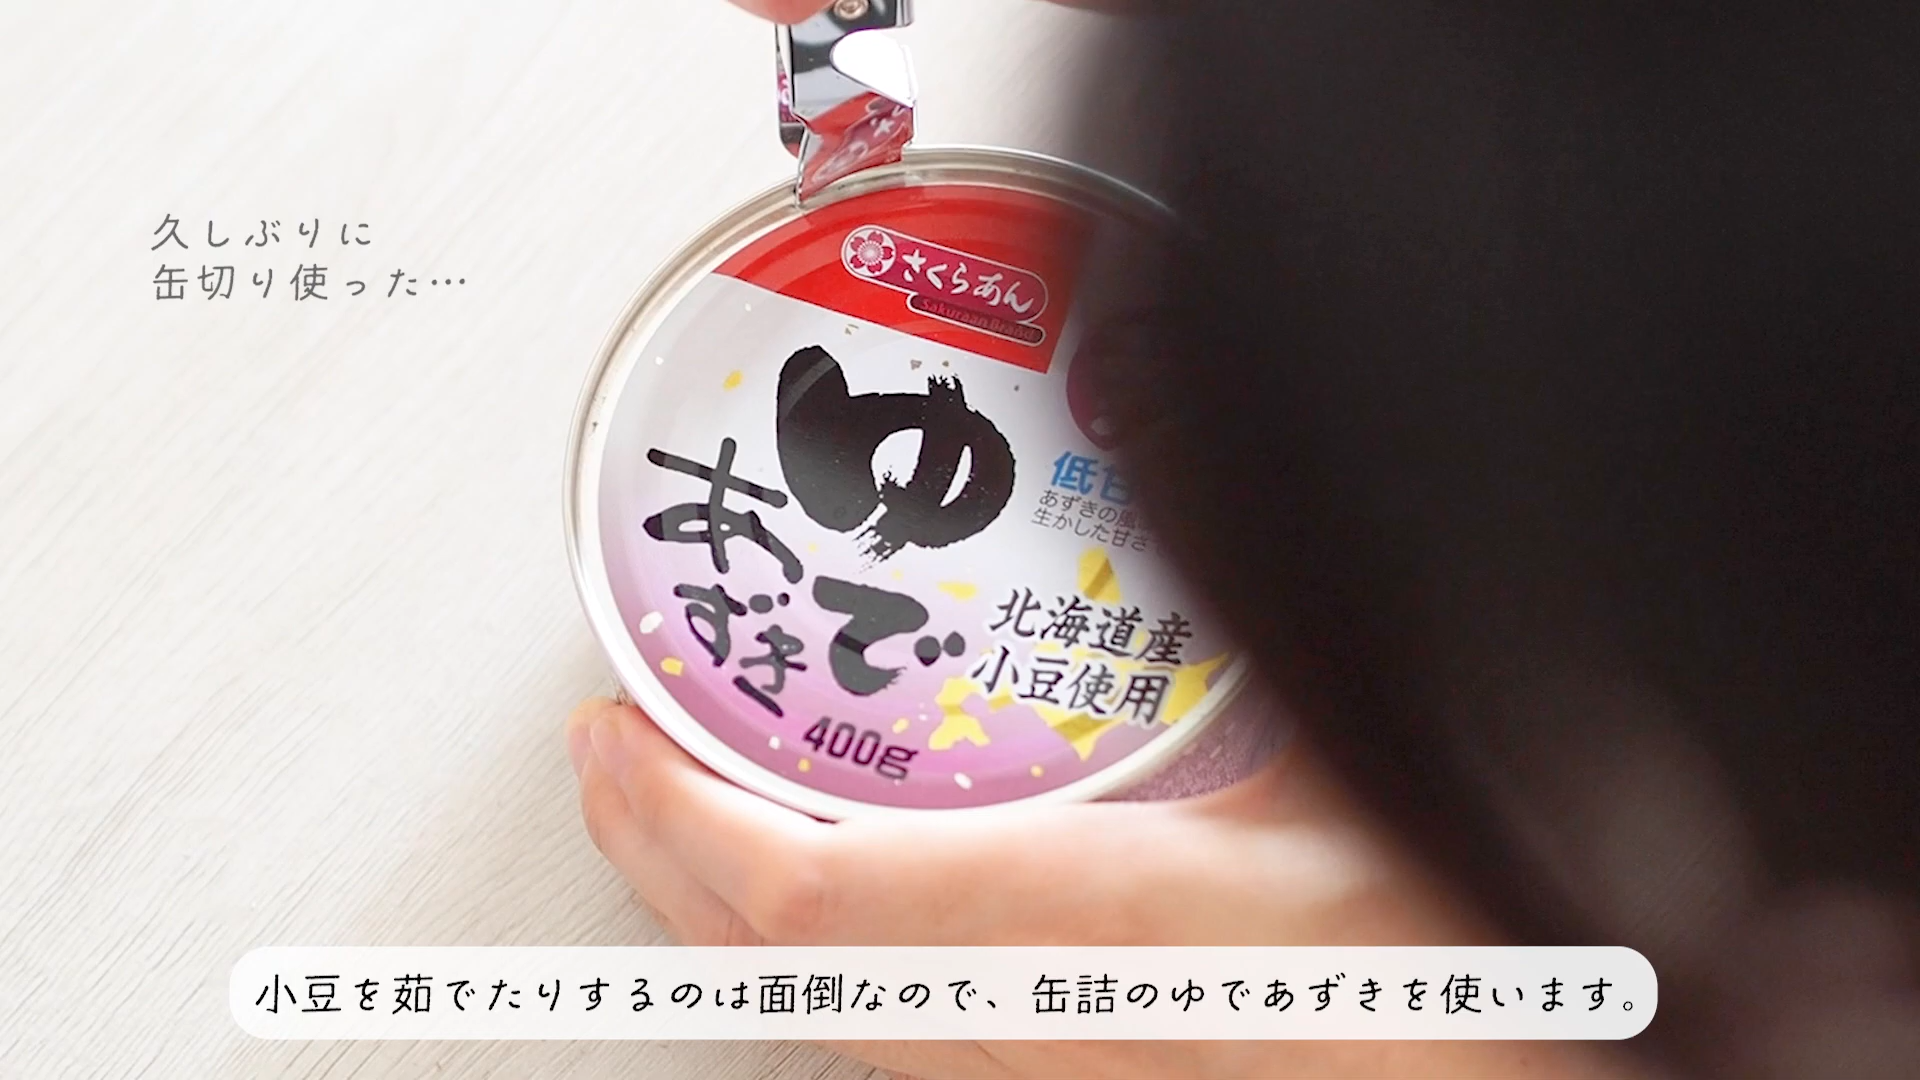 久しぶりに
缶切り使った…
さくらあん
Sakuraan Brand
ゆで
あずき
低甘
あずきの風
生かした甘さ
北海道産
小豆使用
400g
小豆を茹でたりするのは面倒なので、缶詰のゆであずきを使います。